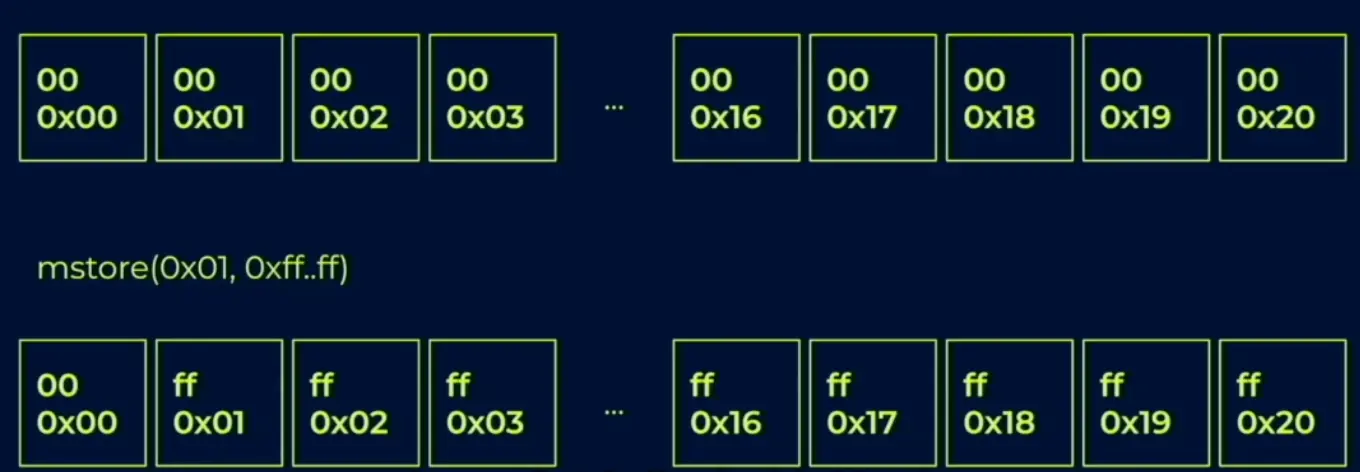 00 00 00 00 00 00 00 00 00
0x00 0x01 0x02 0x03 ... 0x16 0x17 0x18 0x19 0x20
mstore(0x01, 0xff..ff)
00 ff ff ff ff ff ff ff ff
0x00 0x01 0x02 0x03 ... 0x16 0x17 0x18 0x19 0x20